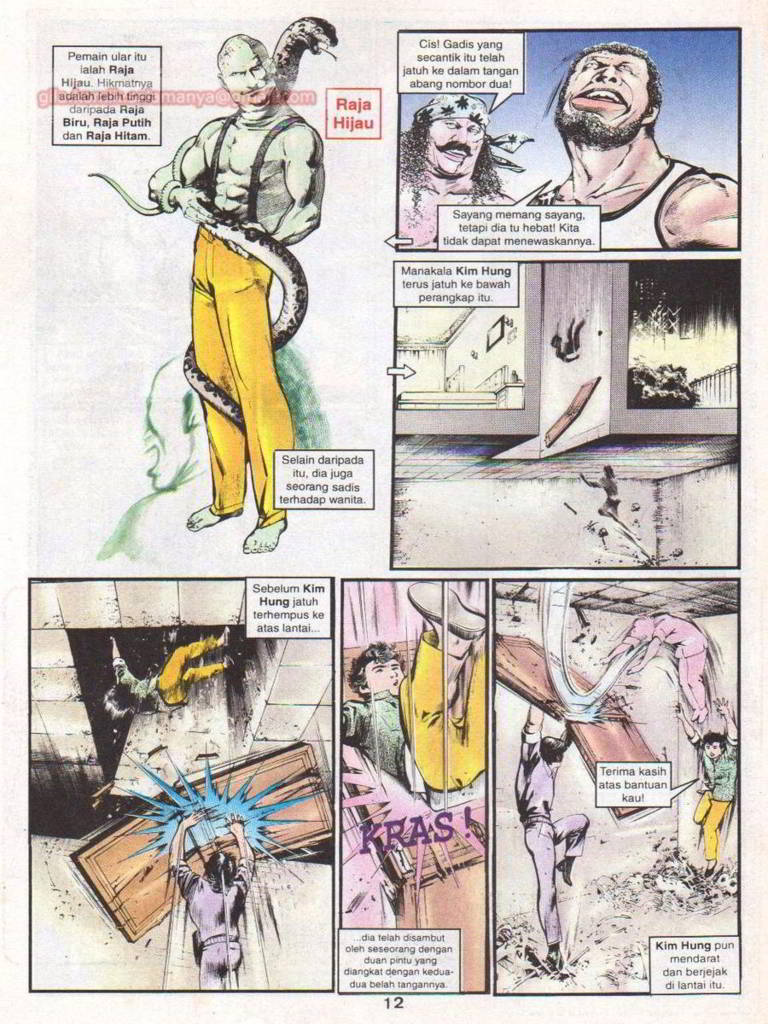 Pemain ular itu
ialah Raja
Hijau. Hikmatnya
adalah lebih tinggi
daripada Raja
Biru, Raja Putih
dan Raja Hitam.
Raja
Hijau
Cis! Gadis yang
secantik itu telah
jatuh ke dalam tangan
abang nombor dua!
Sayang memang sayang,
tetapi dia tu hebat! Kita
tidak dapat menewaskannya.
Selain daripada
itu, dia juga
seorang sadis
terhadap wanita.
Manakala Kim Hung
terus jatuh ke bawah
perangkap itu.
Sebelum Kim
Hung jatuh
terhempus ke
atas lantai...
KRAS!
...dia telah disambut
oleh seseorang dengan
duan pintu yang
diangkat dengan kedua-
dua belah tangannya.
Terima kasih
atas bantuan
kau!
Kim Hung pun
mendarat
dan berjejak
di lantai itu.
12